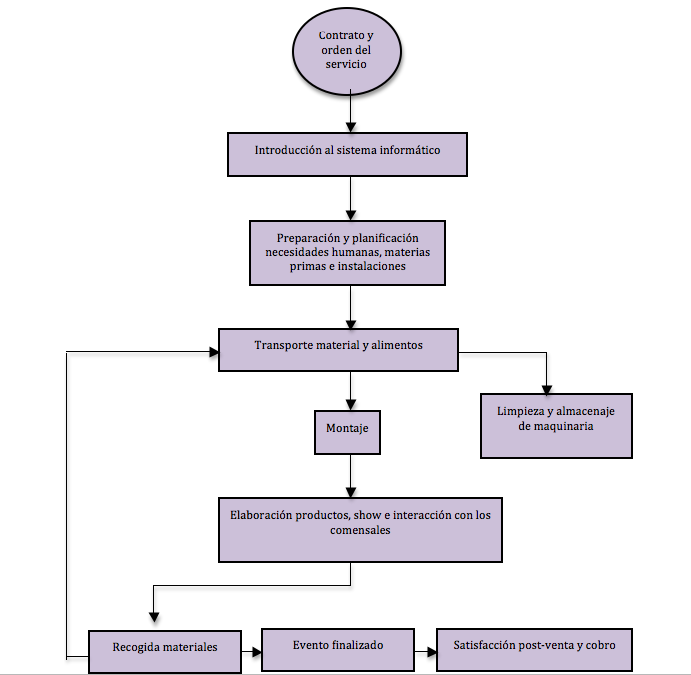 Contrato y
orden del
servicio
Introducción al sistema informático
Preparación y planificación
necesidades humanas, materias
primas e instalaciones
Transporte material y alimentos
Limpieza y almacenaje
de maquinaria
Montaje
Elaboración productos, show e interacción con los
comensales
Recogida materiales
Evento finalizado
Satisfacción post-venta y cobro